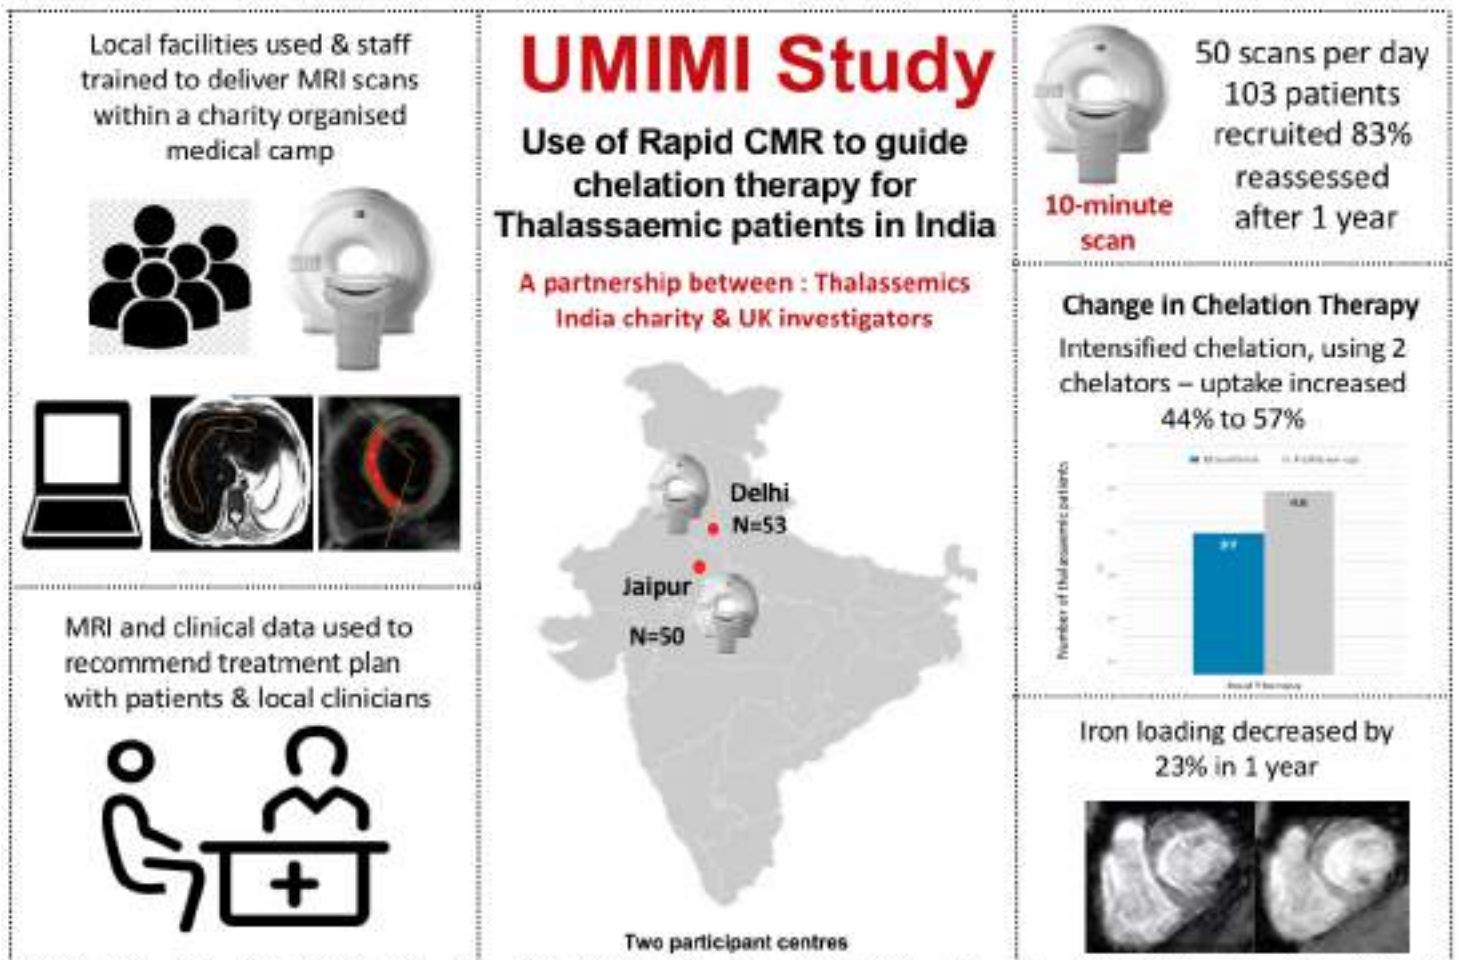 Local facilities used & staff
trained to deliver MRI scans
within a charity organised
medical camp
MRI and clinical data used to
recommend treatment plan
with patients & local clinicians
UMIMI Study
Use of Rapid CMR to guide
chelation therapy for
Thalassaemic patients in India
A partnership between : Thalassemics
India charity & UK investigators
Delhi
N=53
Jaipur
N=50
Two participant centres
10-minute
scan
50 scans per day
103 patients
recruited 83%
reassessed
after 1 year
Change in Chelation Therapy
Intensified chelation, using 2
chelators – uptake increased
44% to 57%
Number of thalassaemic patients
Iron loading decreased by
23% in 1 year